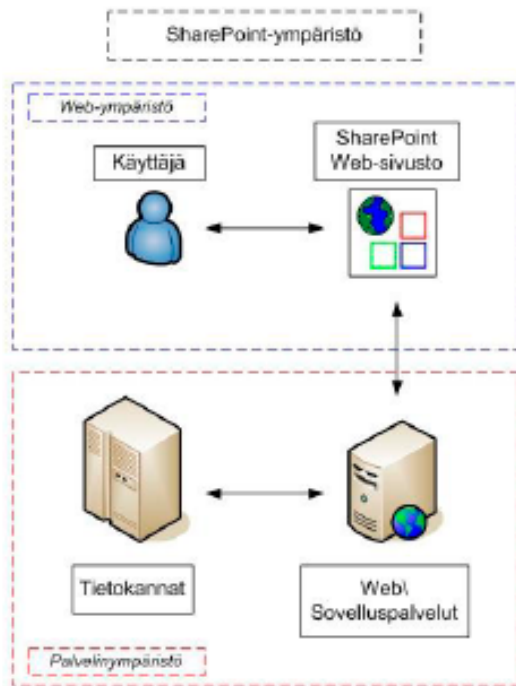 SharePoint-ympäristö
Web-ympäristö
Käyttäjä
SharePoint
Web-sivusto
Tietokannat
Web\
Sovelluspalvelut
Palvelinympäristö